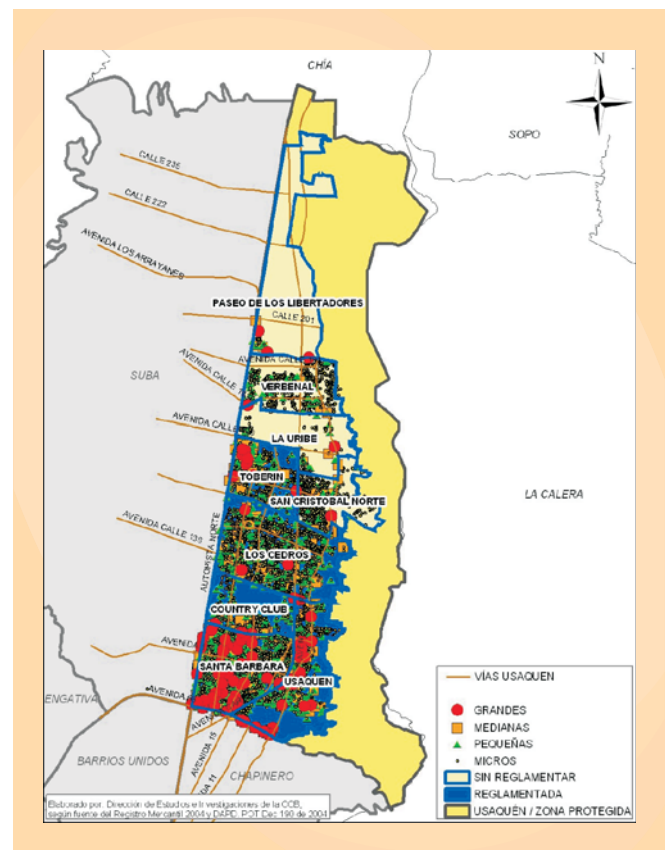 CHÍA
N
SOPO
CALLE 235
CALLE 222
AVENIDA LOS ARRAYANES
PASEO DE LOS LIBERTADORES
CALLE 201
AVENIDA CALLE
SUBA
AVENIDA CALLE
VERBENAL
AVENIDA CALLE
LA URIBE
TOBERIN
LA CALERA
SAN CRISTOBAL NORTE
AUTOPISTA NORTE
AVENIDA CALLE
LOS CEDROS
COUNTRY CLUB
AVENIDA
SANTA BARBARA
USAQUEN
ENGATIVA
AVENIDA
AVENIDA 15
BARRIOS UNIDOS
CHAPINERO
VÍAS USAQUEN
GRANDES
MEDIANAS
PEQUEÑAS
MICROS
SIN REGLAMENTAR
REGLAMENTADA
USAQUÉN / ZONA PROTEGIDA
Elaborado por: Dirección de Estudios e Investigaciones de la CCB,
según fuente del Registro Mercantil 2004 y DAPD, POT Dec 190 de 2004